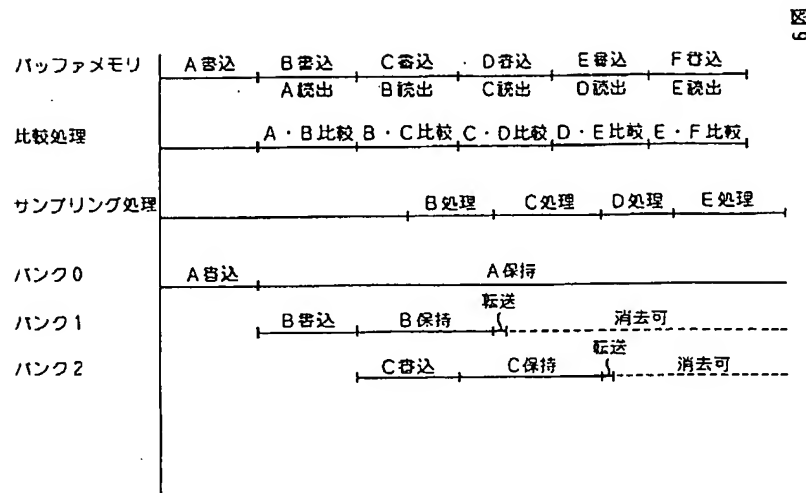 図9
バッファメモリ A書込 B書込 C書込 D書込 E書込 F書込
A読出 B読出 C読出 D読出 E読出
比較処理 A・B比較 B・C比較 C・D比較 D・E比較 E・F比較
サンプリング処理 B処理 C処理 D処理 E処理
バンク0 A書込 A保持
転送
バンク1 B書込 B保持 消去可
転送
バンク2 C書込 C保持 消去可